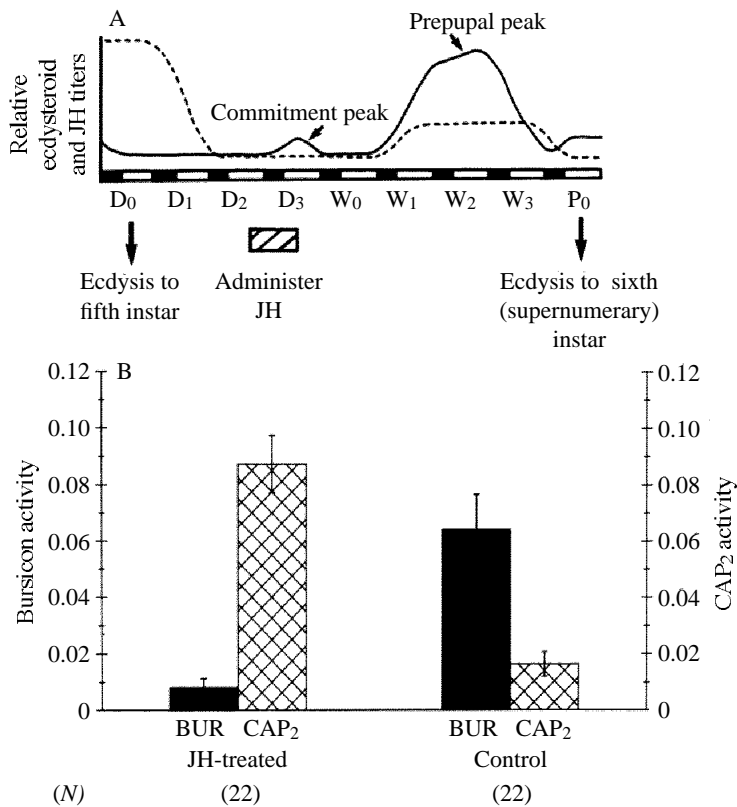 A
Prepupal peak
Commitment peak
Relative
ecdysteroid
and JH titers
D0 D1 D2 D3 W0 W1 W2 W3 P0
Ecdysis to
fifth instar
Administer
JH
Ecdysis to sixth
(supernumerary)
instar
B
0.12
0.10
0.08
0.06
0.04
0.02
0
Bursicon activity
0.12
0.10
0.08
0.06
0.04
0.02
0
CAP2 activity
BUR CAP2 BUR CAP2
JH-treated Control
(N) (22) (22)